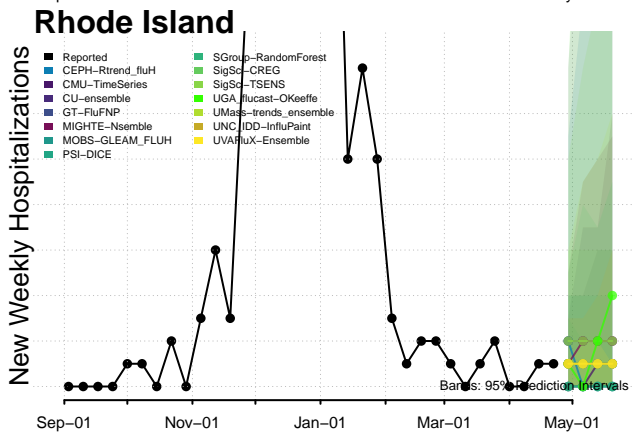 Rhode Island
New Weekly Hospitalizations
Reported
CEPH−Rtrend_fluH
CMU−TimeSeries
CU−ensemble
GT−FluFNP
MIGHTE−Nsemble
MOBS−GLEAM_FLUH
PSI−DICE
SGroup−RandomForest
SigSci−CREG
SigSci−TSENS
UGA_flucast−OKeeffe
UMass−trends_ensemble
UNC_IDD−InfluPaint
UVAFluX−Ensemble
Bands: 95% Prediction Intervals
Sep−01 Nov−01 Jan−01 Mar−01 May−01